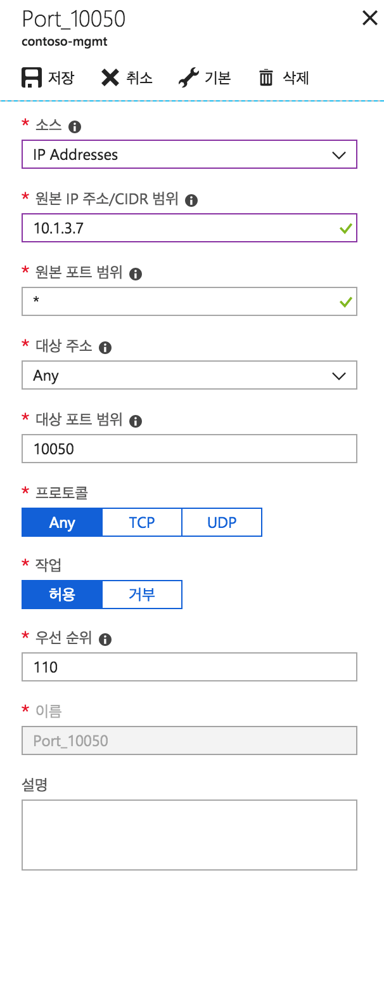 Port_10050
contoso-mgmt
저장 취소 기본 삭제
* 소스
IP Addresses
* 원본 IP 주소/CIDR 범위
10.1.3.7
* 원본 포트 범위
*
* 대상 주소
Any
* 대상 포트 범위
10050
* 프로토콜
Any TCP UDP
* 작업
허용 거부
* 우선 순위
110
* 이름
Port_10050
설명